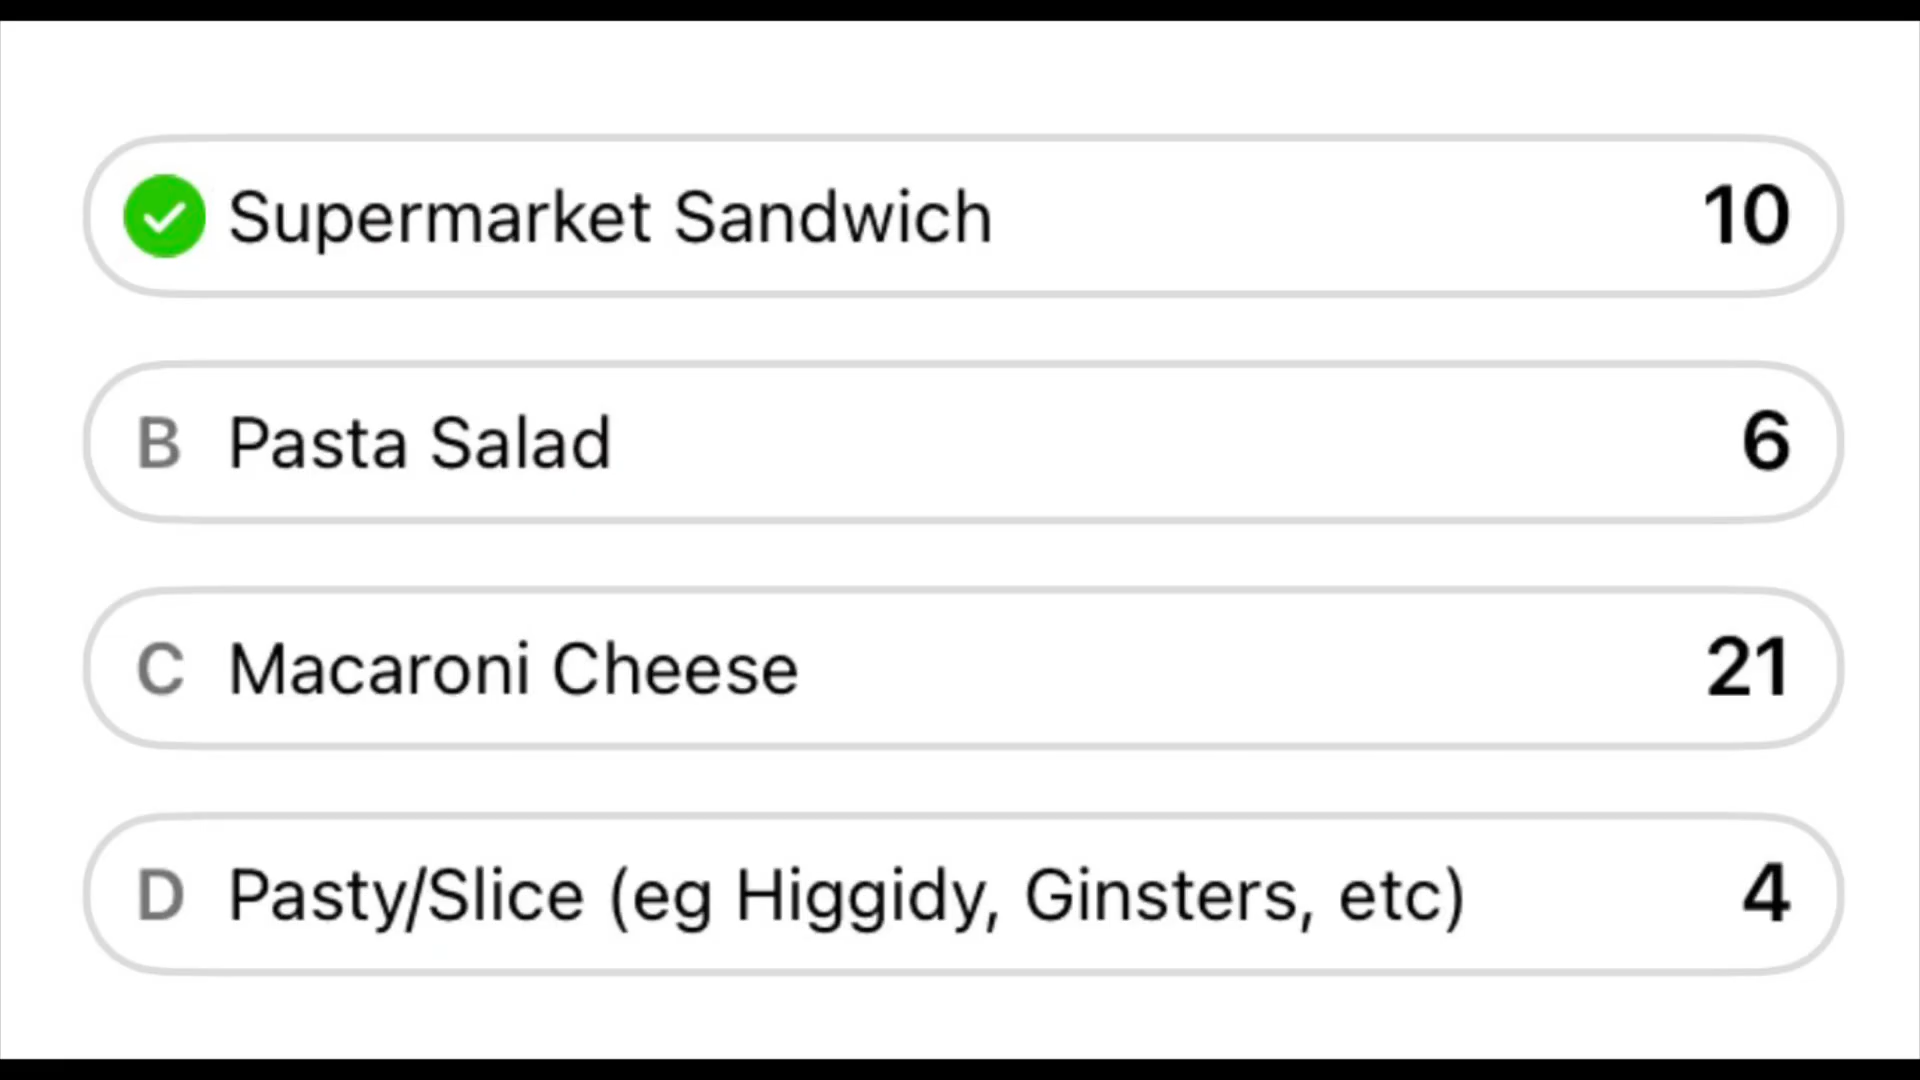 Supermarket Sandwich 10
B Pasta Salad 6
C Macaroni Cheese 21
D Pasty/Slice (eg Higgidy, Ginsters, etc) 4